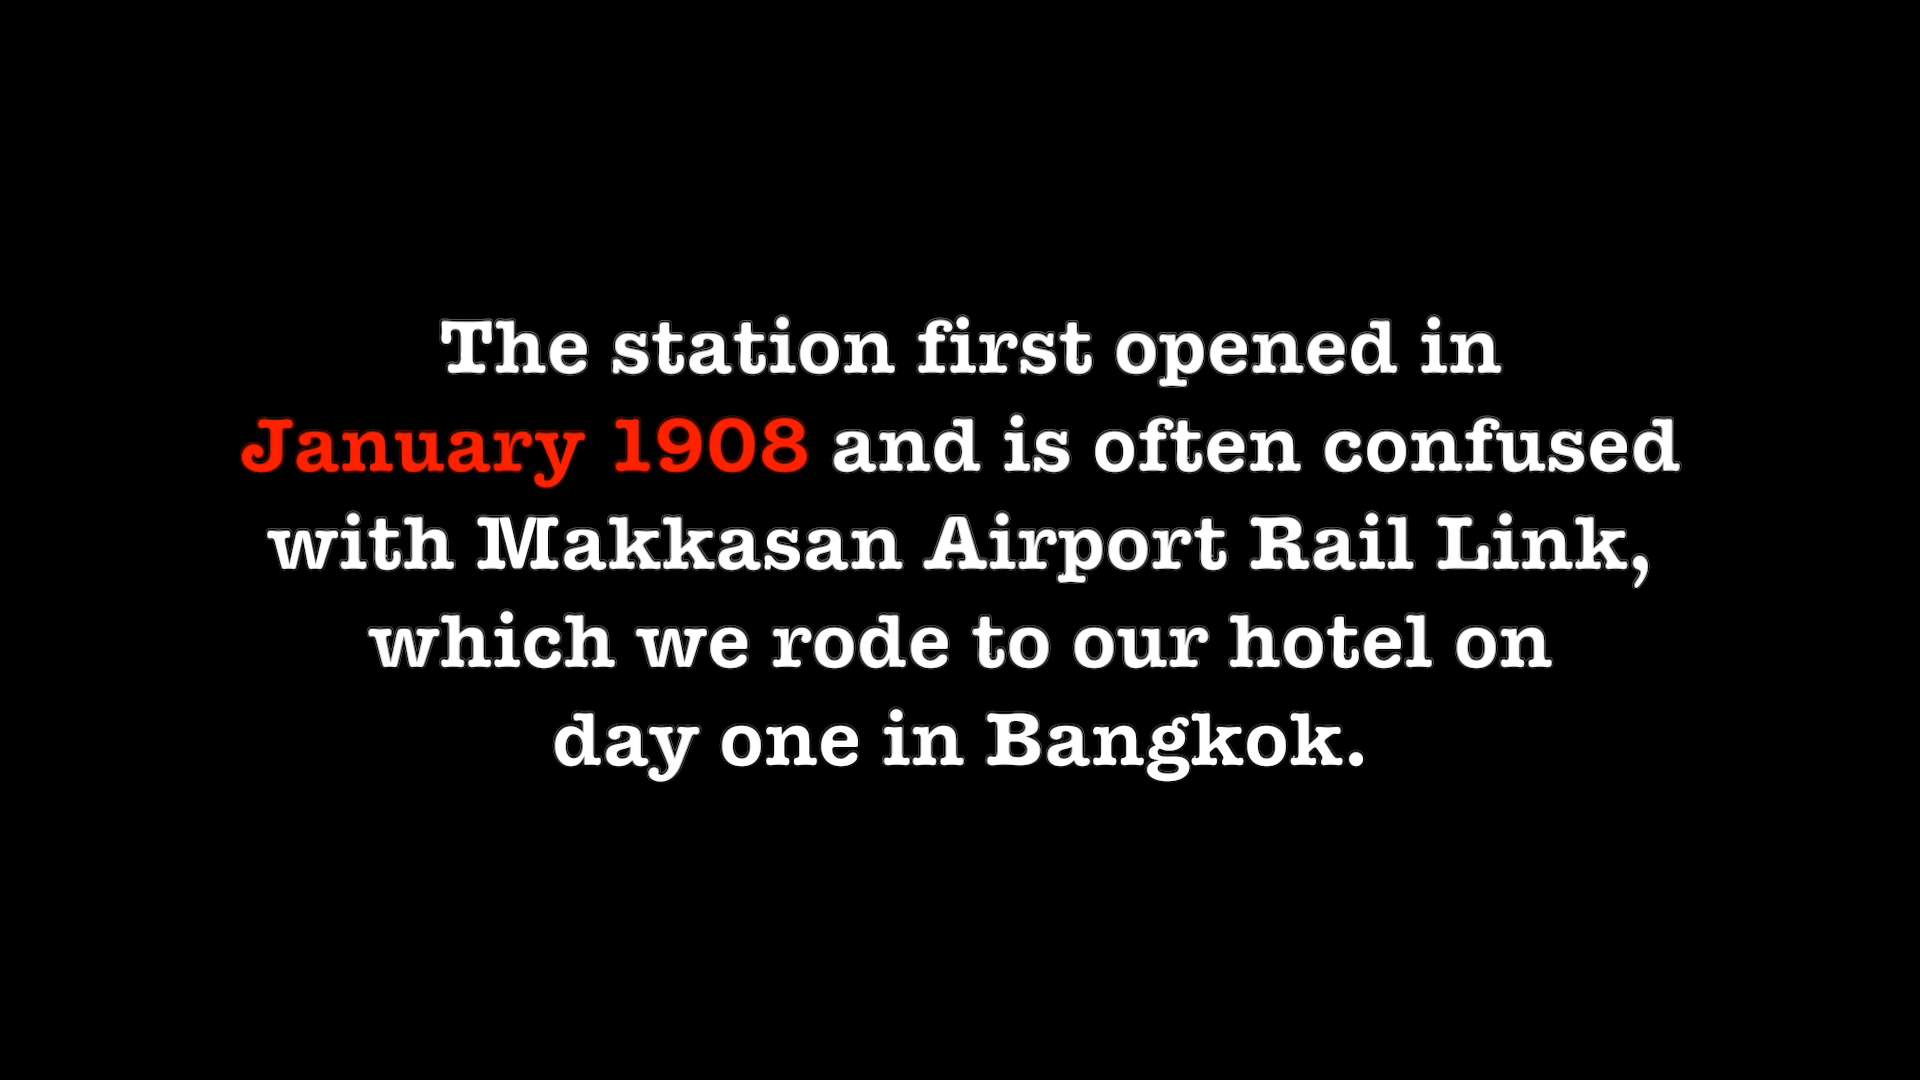 The station first opened in
January 1908 and is often confused
with Makkasan Airport Rail Link,
which we rode to our hotel on
day one in Bangkok.